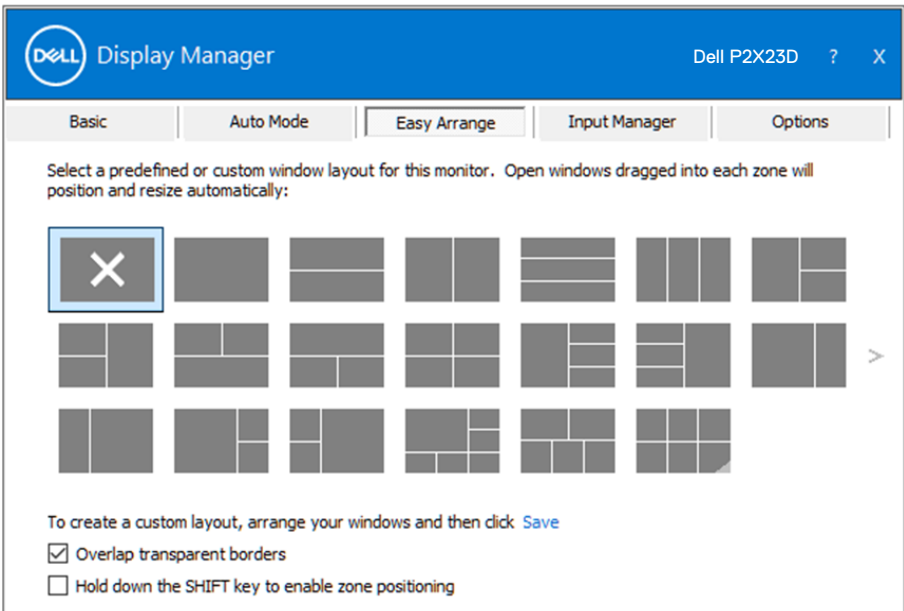 DELL Display Manager Dell P2X23D ? X
Basic Auto Mode Easy Arrange Input Manager Options
Select a predefined or custom window layout for this monitor. Open windows dragged into each zone will
position and resize automatically:
>
To create a custom layout, arrange your windows and then click Save
Overlap transparent borders
Hold down the SHIFT key to enable zone positioning